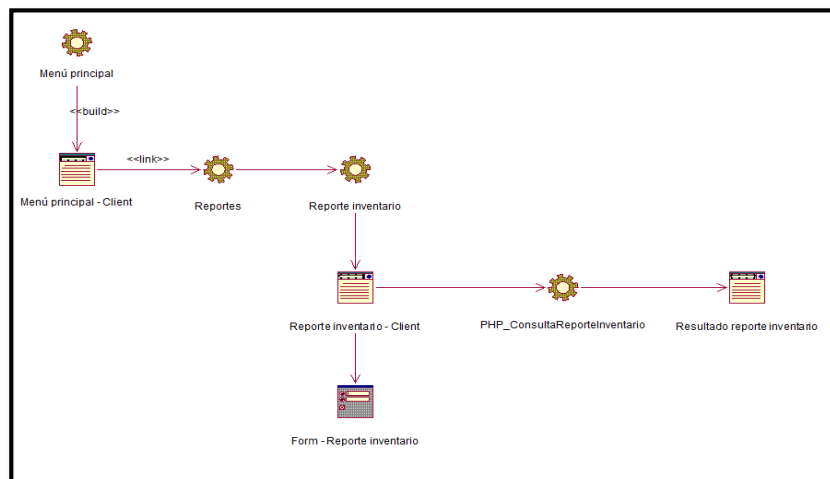 Menú principal
<<build>>
<<link>>
Menú principal - Client
Reportes
Reporte inventario
Reporte inventario - Client
PHP_ConsultaReporteInventario
Resultado reporte inventario
Form - Reporte inventario